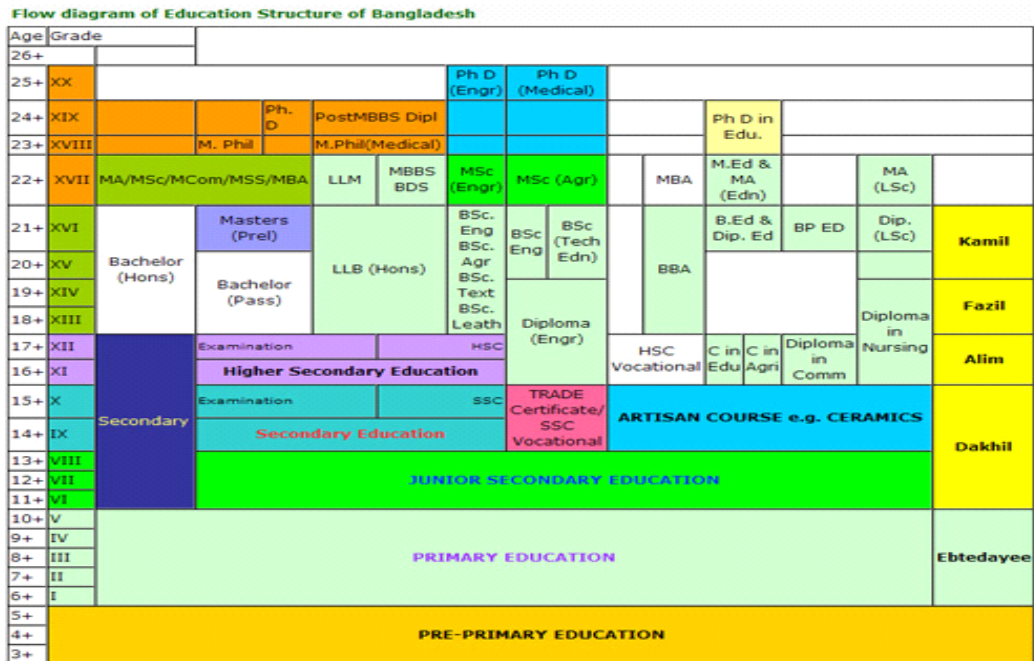 Flow diagram of Education Structure of Bangladesh
Age Grade
26+
25+ XX Ph D (Engr) Ph D (Medical)
24+ XIX Ph. D PostMBBS Dipl Ph D in Edu.
23+ XVIII M. Phil M.Phil(Medical)
22+ XVII MA/MSc/MCom/MSS/MBA LLM MBBS BDS MSc (Engr) MSc (Agr) MBA M.Ed & MA (Edn) MA (LSc)
21+ XVI Masters (Prel) BSc. Eng BSc. Agr BSc. Text BSc. Leath BSc Eng BSc (Tech Edn) B.Ed & Dip. Ed BP ED Dip. (LSc) Kamil
20+ XV Bachelor (Hons) LLB (Hons) BBA
19+ XIV Bachelor (Pass) Fazil
18+ XIII Diploma (Engr) Diploma in Nursing
17+ XII Examination HSC HSC Vocational C in Edu C in Agri Diploma in Comm Alim
16+ XI Higher Secondary Education
15+ X Secondary Examination SSC TRADE Certificate/ SSC Vocational ARTISAN COURSE e.g. CERAMICS
14+ IX Secondary Education Dakhil
13+ VIII
12+ VII JUNIOR SECONDARY EDUCATION
11+ VI
10+ V
9+ IV
8+ III PRIMARY EDUCATION Ebtedayee
7+ II
6+ I
5+
4+ PRE-PRIMARY EDUCATION
3+